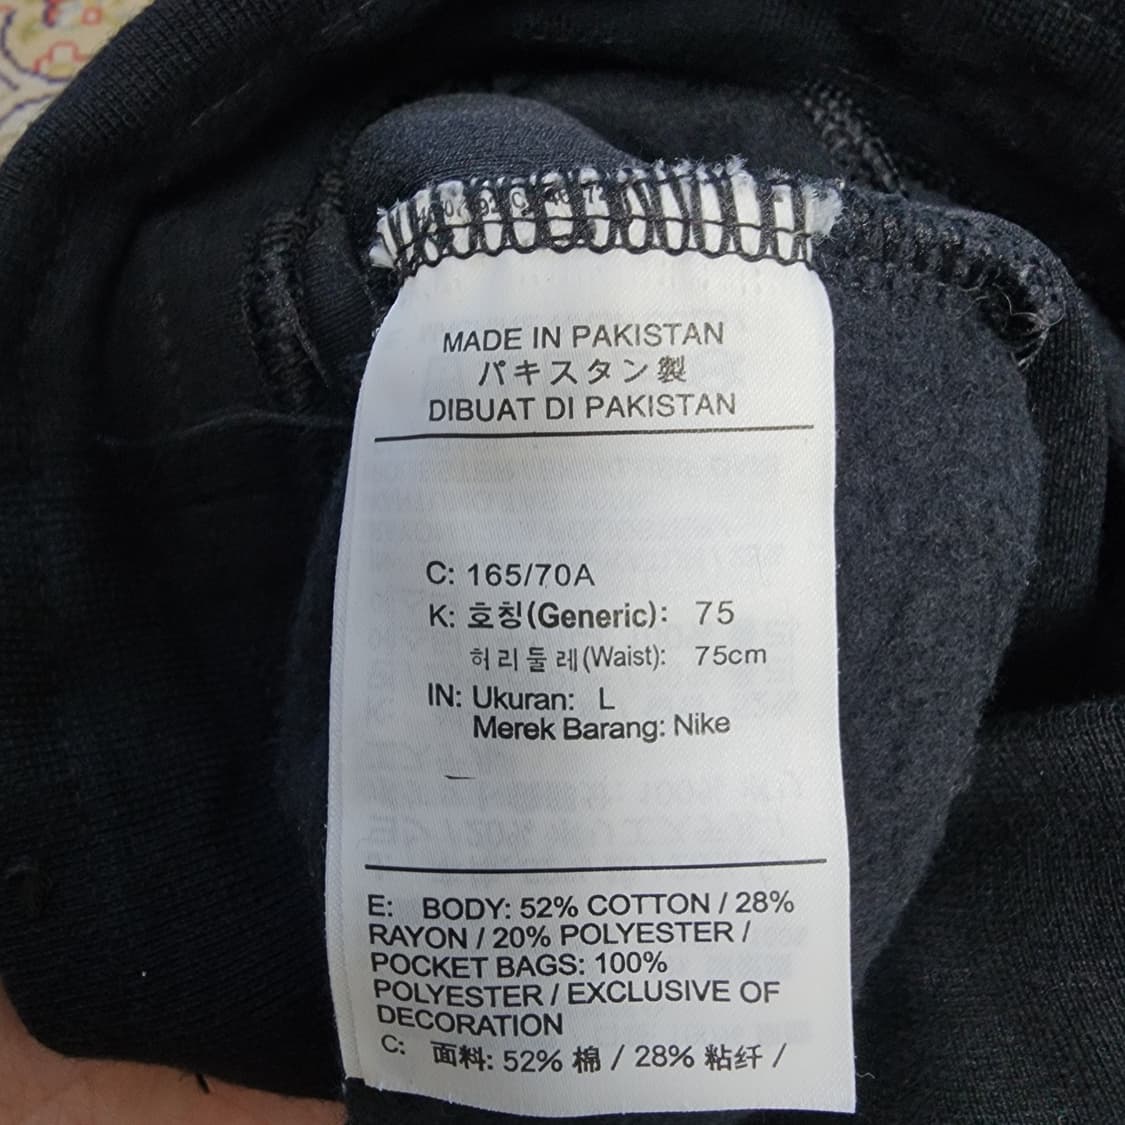 MADE IN PAKISTAN
パキスタン製
DIBUAT DI PAKISTAN
C: 165/70A
K: 호칭(Generic): 75
허리둘레(Waist): 75cm
IN: Ukuran: L
Merek Barang: Nike
E: BODY: 52% COTTON / 28%
RAYON / 20% POLYESTER /
POCKET BAGS: 100%
POLYESTER / EXCLUSIVE OF
DECORATION
C: 面料: 52% 棉 / 28% 粘纤 /